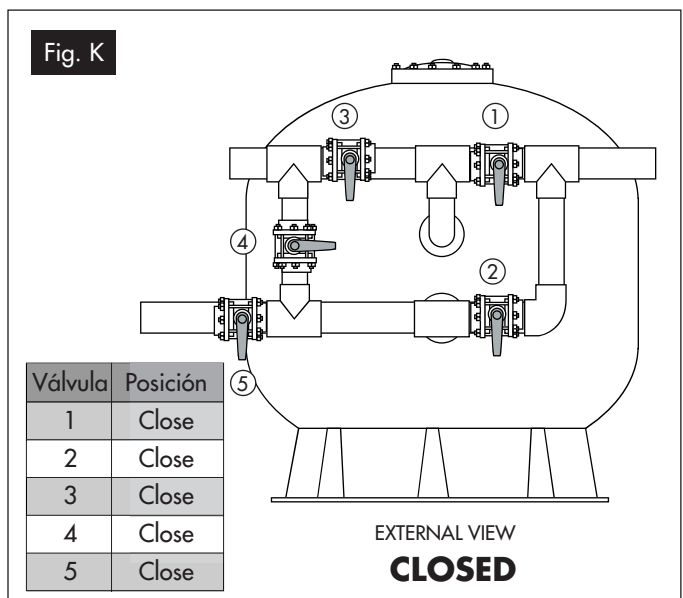 Fig. K
3
1
4
2
5
Válvula Posición
1 Close
2 Close
3 Close
4 Close
5 Close
EXTERNAL VIEW
CLOSED